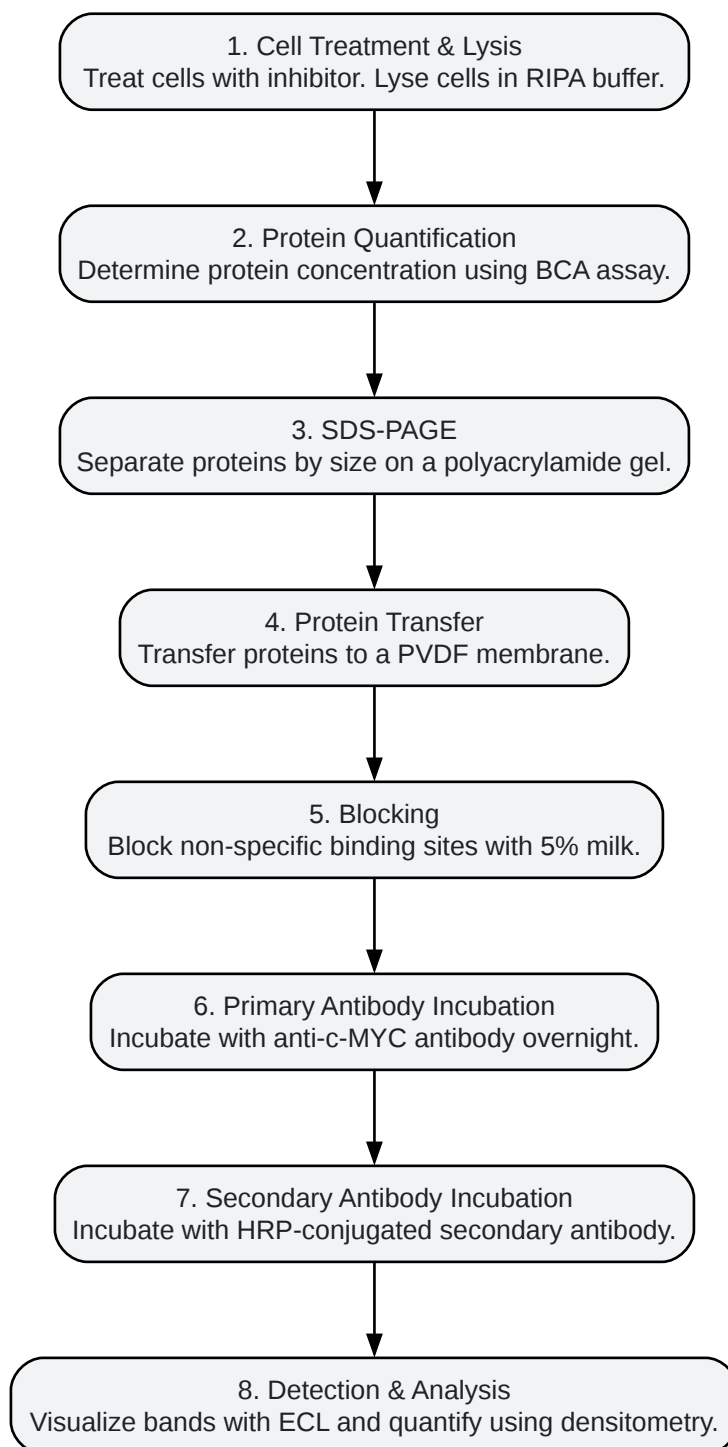 1. Cell Treatment & Lysis
Treat cells with inhibitor. Lyse cells in RIPA buffer.
2. Protein Quantification
Determine protein concentration using BCA assay.
3. SDS-PAGE
Separate proteins by size on a polyacrylamide gel.
4. Protein Transfer
Transfer proteins to a PVDF membrane.
5. Blocking
Block non-specific binding sites with 5% milk.
6. Primary Antibody Incubation
Incubate with anti-c-MYC antibody overnight.
7. Secondary Antibody Incubation
Incubate with HRP-conjugated secondary antibody.
8. Detection & Analysis
Visualize bands with ECL and quantify using densitometry.